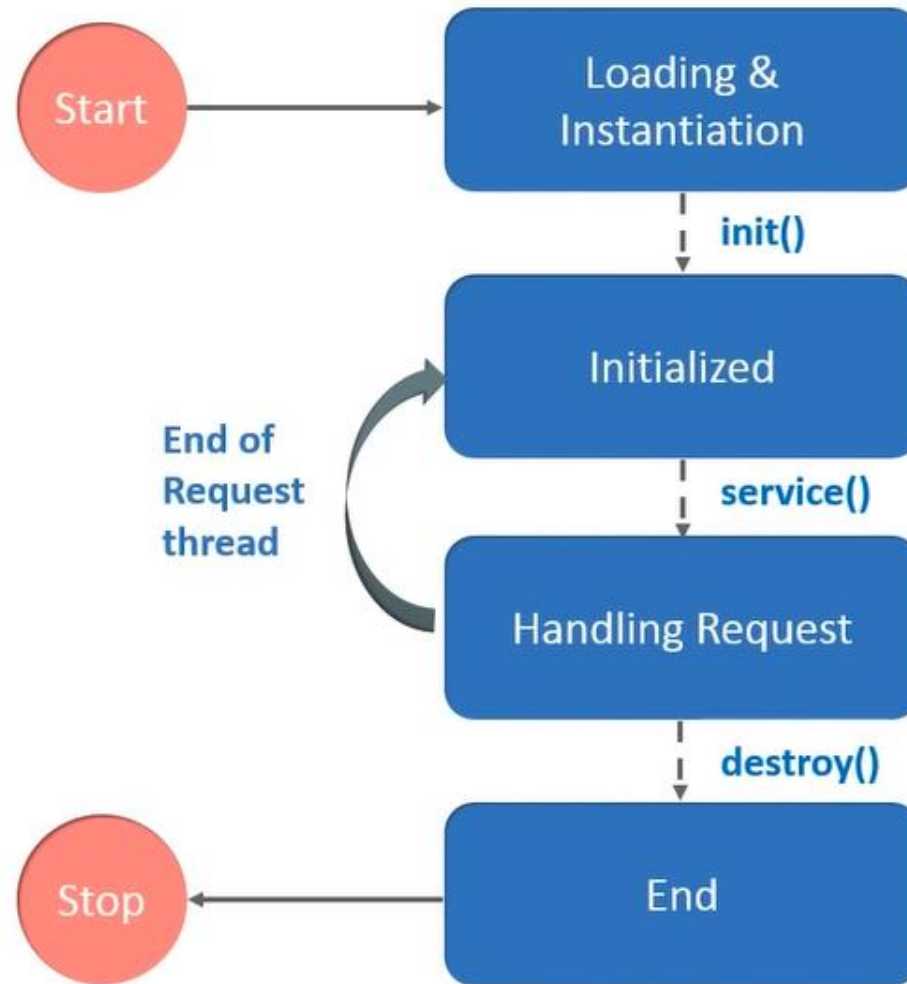 Start
Loading &
Instantiation
init()
Initialized
End of
Request
thread
service()
Handling Request
destroy()
Stop
End